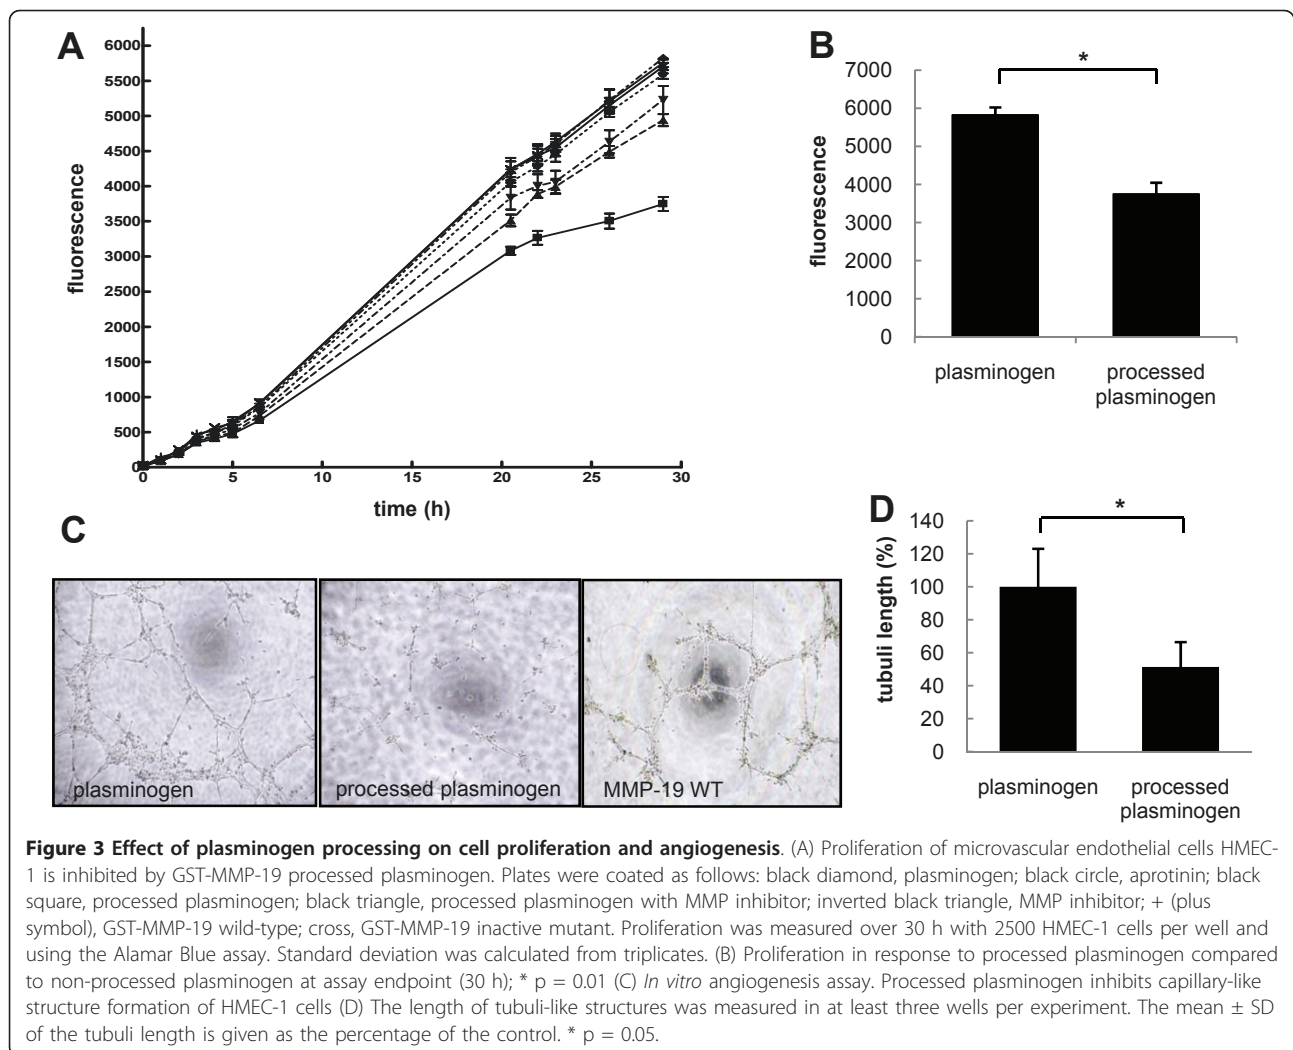 A
6000
5500
5000
4500
4000
3500
3000
2500
2000
1500
1000
500
0
fluorescence
0 5 10 15 20 25 30
time (h)
B
*
7000
6000
5000
4000
3000
2000
1000
0
fluorescence
plasminogen
processed
plasminogen
C
plasminogen
processed plasminogen
MMP-19 WT
D
*
140
120
100
80
60
40
20
0
tubuli length (%)
plasminogen
processed
plasminogen
Figure 3 Effect of plasminogen processing on cell proliferation and angiogenesis. (A) Proliferation of microvascular endothelial cells HMEC-
1 is inhibited by GST-MMP-19 processed plasminogen. Plates were coated as follows: black diamond, plasminogen; black circle, aprotinin; black
square, processed plasminogen; black triangle, processed plasminogen with MMP inhibitor; inverted black triangle, MMP inhibitor; + (plus
symbol), GST-MMP-19 wild-type; cross, GST-MMP-19 inactive mutant. Proliferation was measured over 30 h with 2500 HMEC-1 cells per well and
using the Alamar Blue assay. Standard deviation was calculated from triplicates. (B) Proliferation in response to processed plasminogen compared
to non-processed plasminogen at assay endpoint (30 h); * p = 0.01 (C) In vitro angiogenesis assay. Processed plasminogen inhibits capillary-like
structure formation of HMEC-1 cells (D) The length of tubuli-like structures was measured in at least three wells per experiment. The mean ± SD
of the tubuli length is given as the percentage of the control. * p = 0.05.